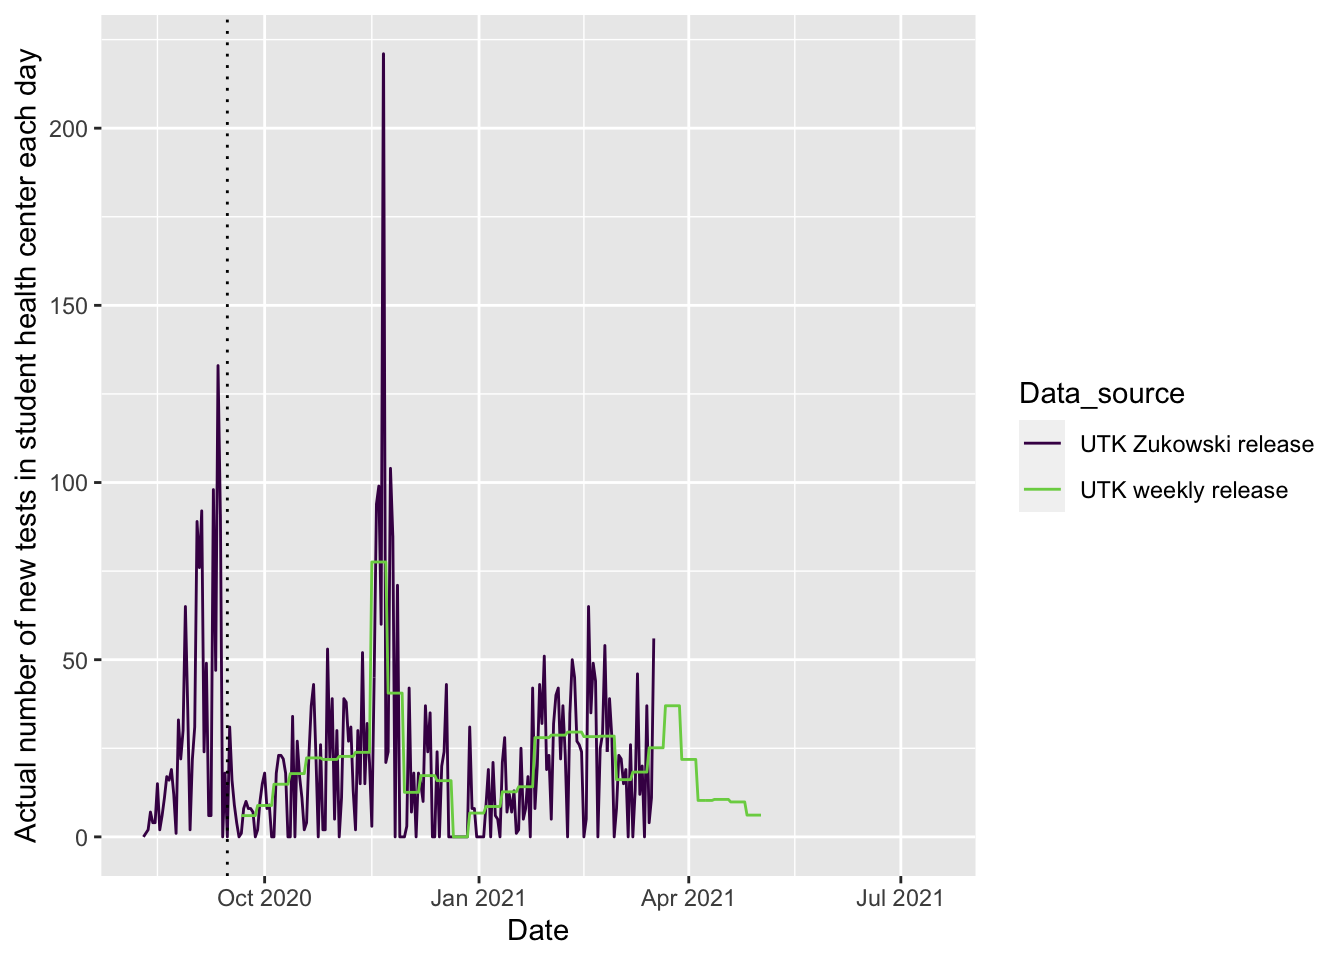 Actual number of new tests in student health center each day
200
150
100
50
0
Oct 2020
Jan 2021
Apr 2021
Jul 2021
Date
Data_source
UTK Zukowski release
UTK weekly release